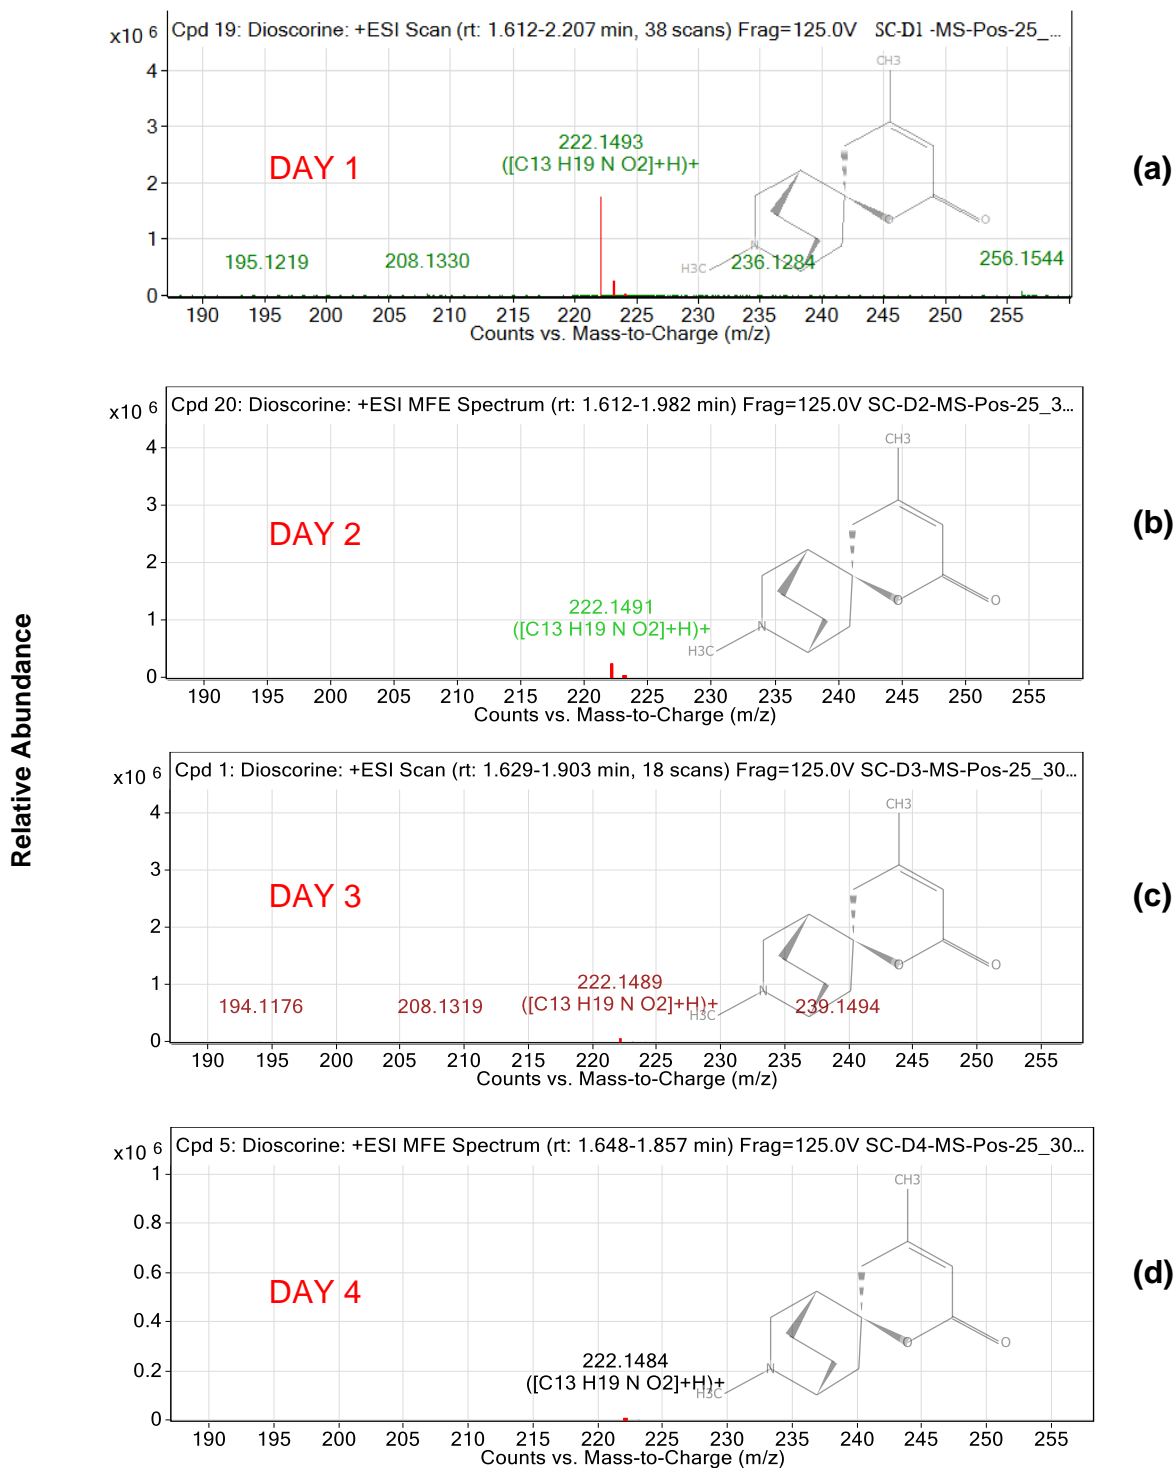 Relative Abundance
Cpd 19: Dioscorine: +ESI Scan (rt: 1.612-2.207 min, 38 scans) Frag=125.0V SC-D1 -MS-Pos-25_...
x10 6
4
3
2
1
0
DAY 1
222.1493
([C13 H19 N O2]+H)+
195.1219
208.1330
236.1284
256.1544
CH3
O
O
N
H3C
190 195 200 205 210 215 220 225 230 235 240 245 250 255
Counts vs. Mass-to-Charge (m/z)
(a)
Cpd 20: Dioscorine: +ESI MFE Spectrum (rt: 1.612-1.982 min) Frag=125.0V SC-D2-MS-Pos-25_3...
x10 6
4
3
2
1
0
DAY 2
222.1491
([C13 H19 N O2]+H)+
CH3
O
O
N
H3C
190 195 200 205 210 215 220 225 230 235 240 245 250 255
Counts vs. Mass-to-Charge (m/z)
(b)
Cpd 1: Dioscorine: +ESI Scan (rt: 1.629-1.903 min, 18 scans) Frag=125.0V SC-D3-MS-Pos-25_30...
x10 6
4
3
2
1
0
DAY 3
222.1489
([C13 H19 N O2]+H)+
194.1176
208.1319
239.1494
CH3
O
O
N
H3C
190 195 200 205 210 215 220 225 230 235 240 245 250 255
Counts vs. Mass-to-Charge (m/z)
(c)
Cpd 5: Dioscorine: +ESI MFE Spectrum (rt: 1.648-1.857 min) Frag=125.0V SC-D4-MS-Pos-25_30...
x10 6
1
0.8
0.6
0.4
0.2
0
DAY 4
222.1484
([C13 H19 N O2]+H)+
CH3
O
O
N
H3C
190 195 200 205 210 215 220 225 230 235 240 245 250 255
Counts vs. Mass-to-Charge (m/z)
(d)